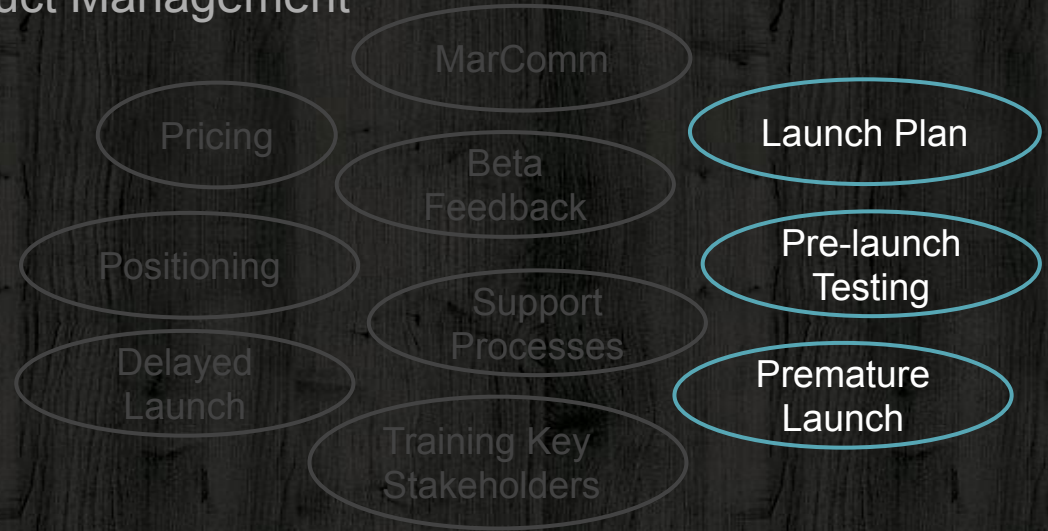 uct Management
MarComm
Pricing
Launch Plan
Beta
Feedback
Positioning
Pre-launch
Testing
Support
Processes
Delayed
Launch
Premature
Launch
Training Key
Stakeholders